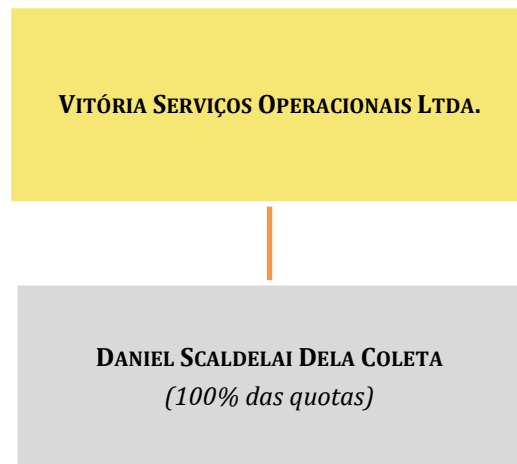 VITÓRIA SERVIÇOS OPERACIONAIS LTDA.
DANIEL SCALDELAI DELA COLETA
(100% das quotas)